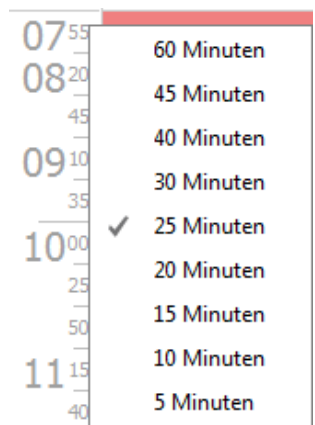 07 55
08 20
45
09 10
35
10 00
25
50
11 15
40
60 Minuten
45 Minuten
40 Minuten
30 Minuten
25 Minuten
20 Minuten
15 Minuten
10 Minuten
5 Minuten